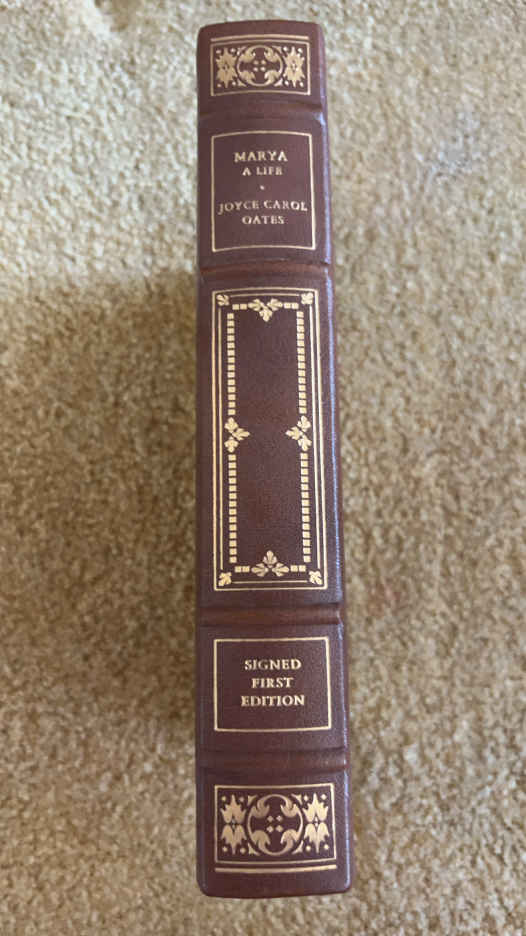 MARYA
A LIFE
JOYCE CAROL
OATES
SIGNED
FIRST
EDITION